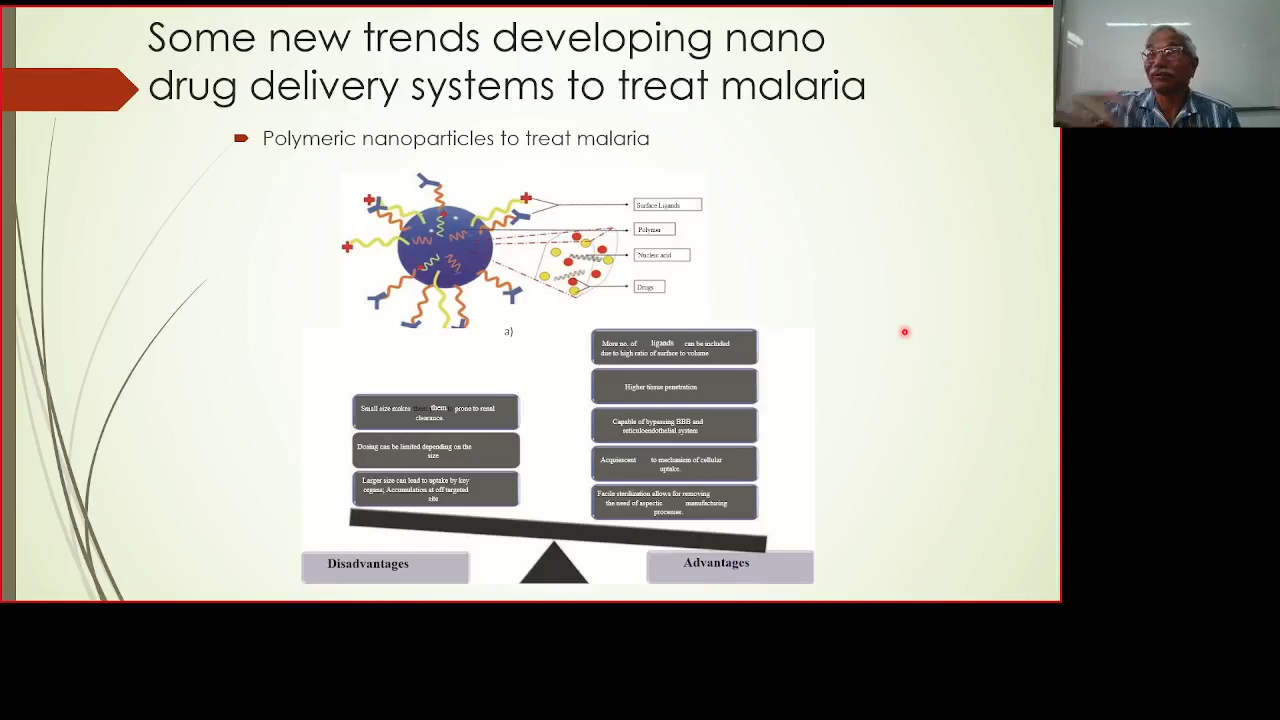 Some new trends developing nano
drug delivery systems to treat malaria
Polymeric nanoparticles to treat malaria
Surface Ligands
Polymer
Nucleic acid
Drugs
a)
Small size makes them prone to renal
clearance.
Dosing can be limited depending on the
size
Larger size can lead to uptake by key
organs; Accumulation at off targeted
site
More no. of ligands can be included
due to high ratio of surface to volume
Higher tissue penetration
Capable of bypassing BBB and
reticuloendothelial system
Acquiescent to mechanism of cellular
uptake.
Facile sterilization allows for removing
the need of aspectic manufacturing
processes.
Disadvantages
Advantages